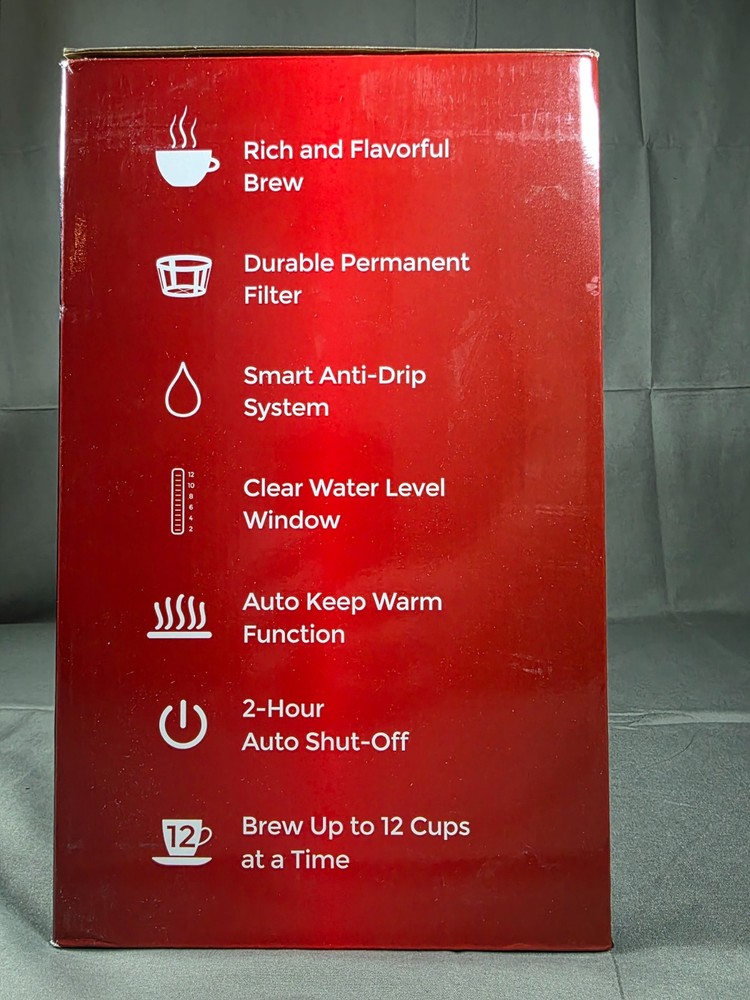 Rich and Flavorful
Brew
Durable Permanent
Filter
Smart Anti-Drip
System
12
10
8
6
4
2
Clear Water Level
Window
Auto Keep Warm
Function
2-Hour
Auto Shut-Off
12
Brew Up to 12 Cups
at a Time